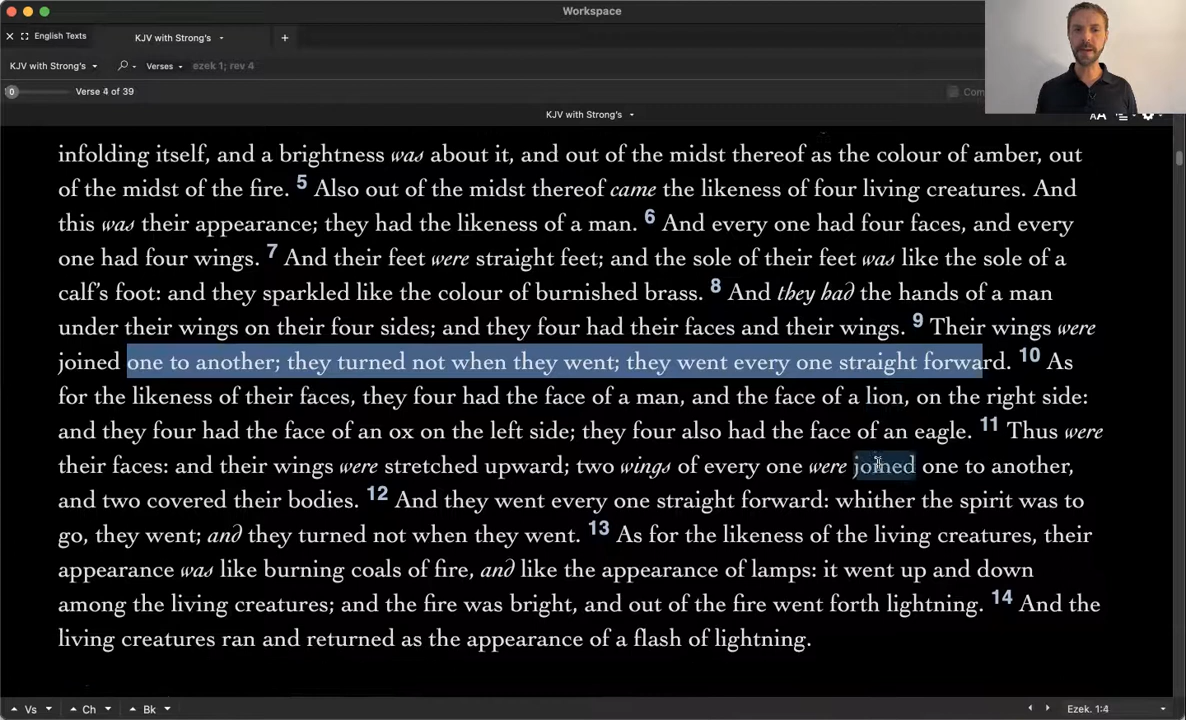 Workspace
English Texts
KJV with Strong's
+
KJV with Strong's
Verses
ezek 1; rev 4
0
Verse 4 of 39
Com
KJV with Strong's
AA
infolding itself, and a brightness was about it, and out of the midst thereof as the colour of amber, out
of the midst of the fire. 5 Also out of the midst thereof came the likeness of four living creatures. And
this was their appearance; they had the likeness of a man. 6 And every one had four faces, and every
one had four wings. 7 And their feet were straight feet; and the sole of their feet was like the sole of a
calf's foot: and they sparkled like the colour of burnished brass. 8 And they had the hands of a man
under their wings on their four sides; and they four had their faces and their wings. 9 Their wings were
joined one to another; they turned not when they went; they went every one straight forward. 10 As
for the likeness of their faces, they four had the face of a man, and the face of a lion, on the right side:
and they four had the face of an ox on the left side; they four also had the face of an eagle. 11 Thus were
their faces: and their wings were stretched upward; two wings of every one were joined one to another,
and two covered their bodies. 12 And they went every one straight forward: whither the spirit was to
go, they went; and they turned not when they went. 13 As for the likeness of the living creatures, their
appearance was like burning coals of fire, and like the appearance of lamps: it went up and down
among the living creatures; and the fire was bright, and out of the fire went forth lightning. 14 And the
living creatures ran and returned as the appearance of a flash of lightning.
Vs
Ch
Bk
Ezek. 1:4